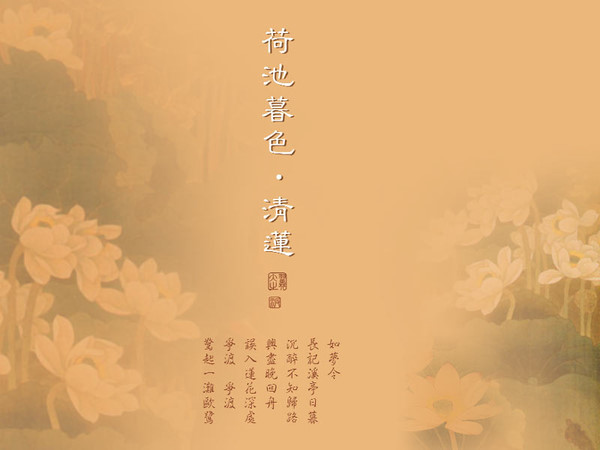 荷池暮色·清蓮
如夢令
長記溪亭日暮
沉醉不知歸路
興盡晚回舟
誤入蓮花深處
爭渡 爭渡
驚起一灘歐鷺